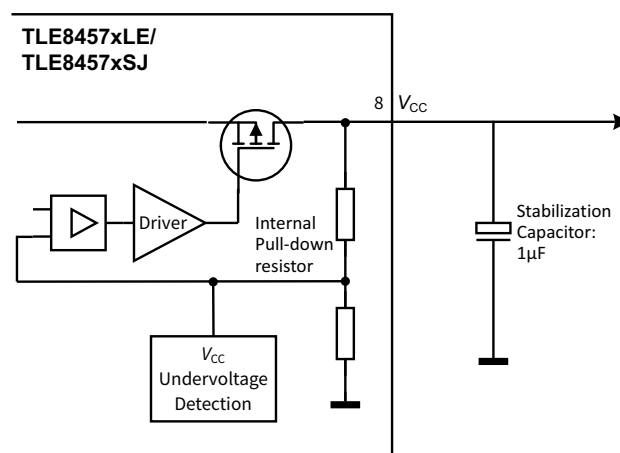 TLE8457xLE/
TLE8457xSJ
8 VCC
Driver
Internal
Pull-down
resistor
Stabilization
Capacitor:
1µF
VCC
Undervoltage
Detection